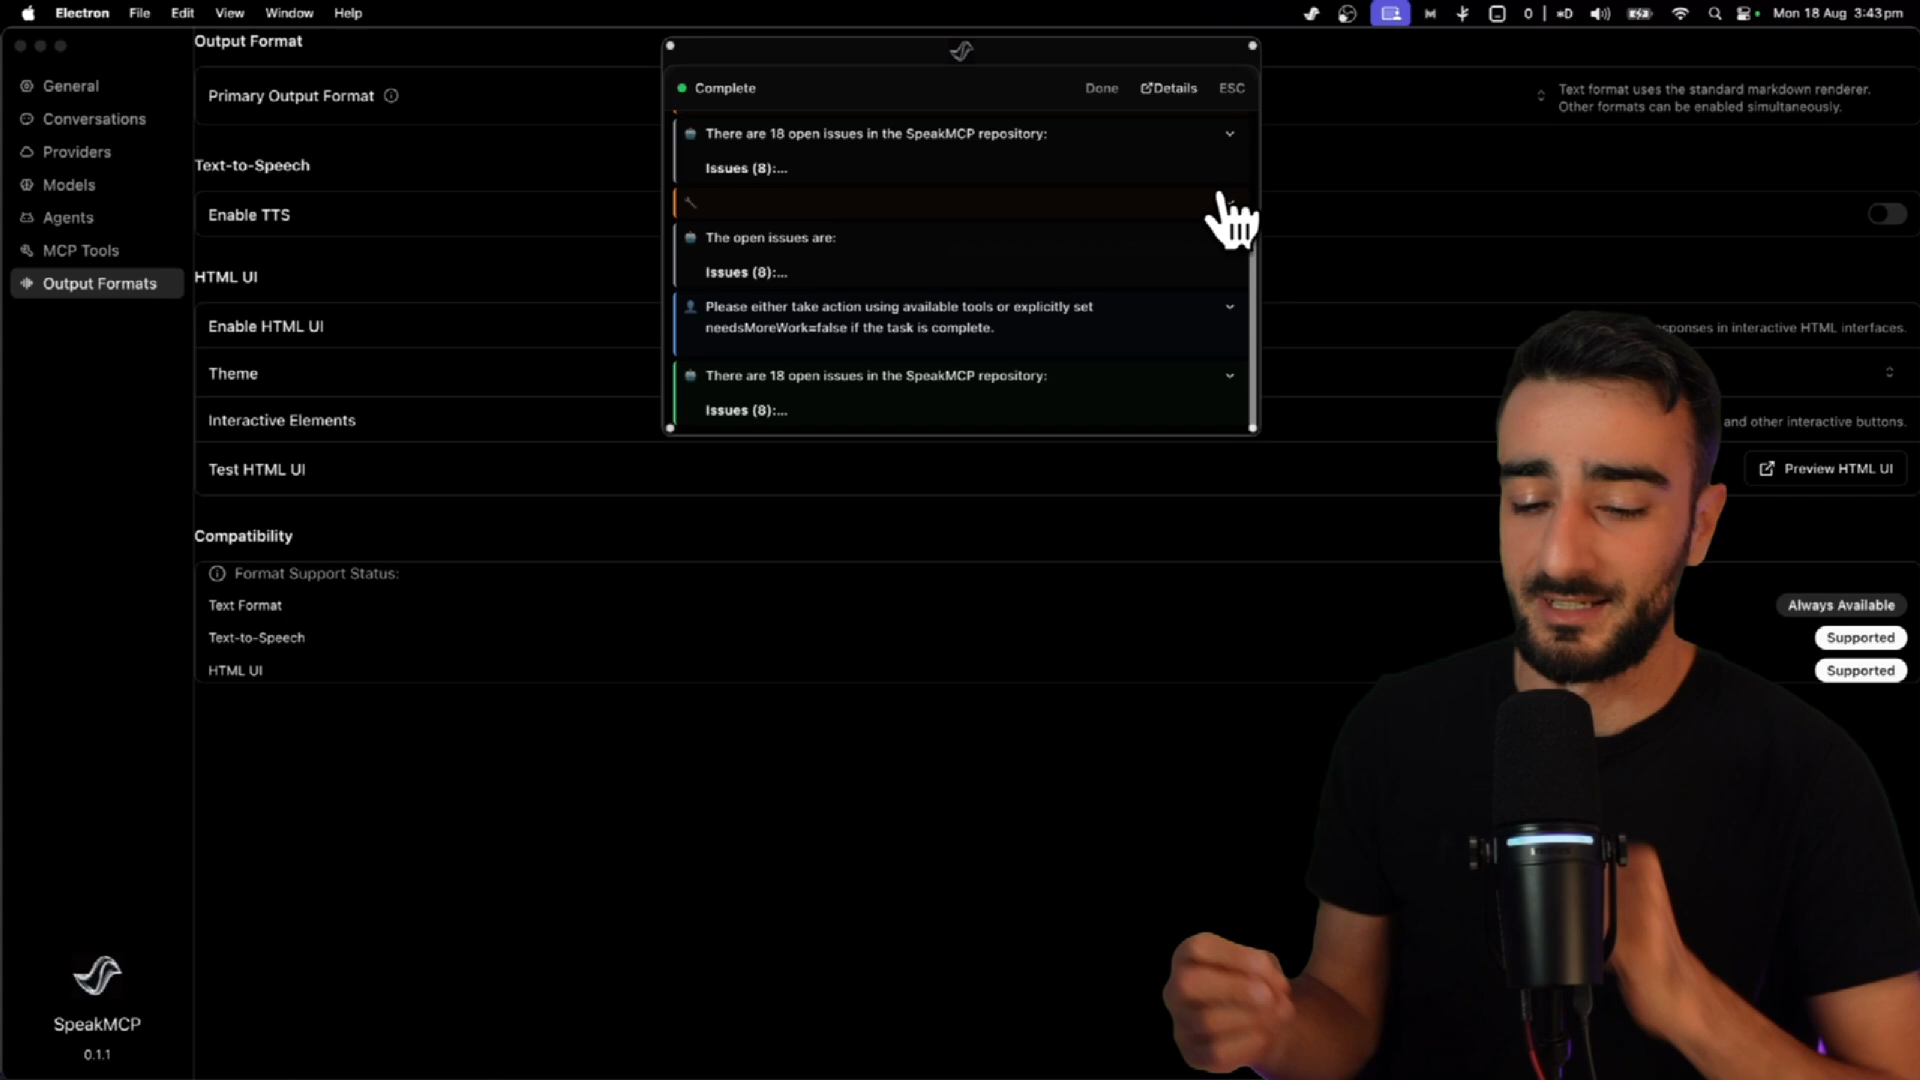 Electron File Edit View Window Help
0 Mon 18 Aug 3:43pm
General
Conversations
Providers
Models
Agents
MCP Tools
Output Formats
SpeakMCP
0.1.1
Output Format
Primary Output Format
Text format uses the standard markdown renderer.
Other formats can be enabled simultaneously.
Text-to-Speech
Enable TTS
HTML UI
Enable HTML UI
responses in interactive HTML interfaces.
Theme
Interactive Elements
and other interactive buttons.
Test HTML UI
Preview HTML UI
Compatibility
Format Support Status:
Text Format
Always Available
Text-to-Speech
Supported
HTML UI
Supported
Complete Done Details ESC
There are 18 open issues in the SpeakMCP repository:
Issues (8):...
The open issues are:
Issues (8):...
Please either take action using available tools or explicitly set
needsMoreWork=false if the task is complete.
There are 18 open issues in the SpeakMCP repository:
Issues (8):...